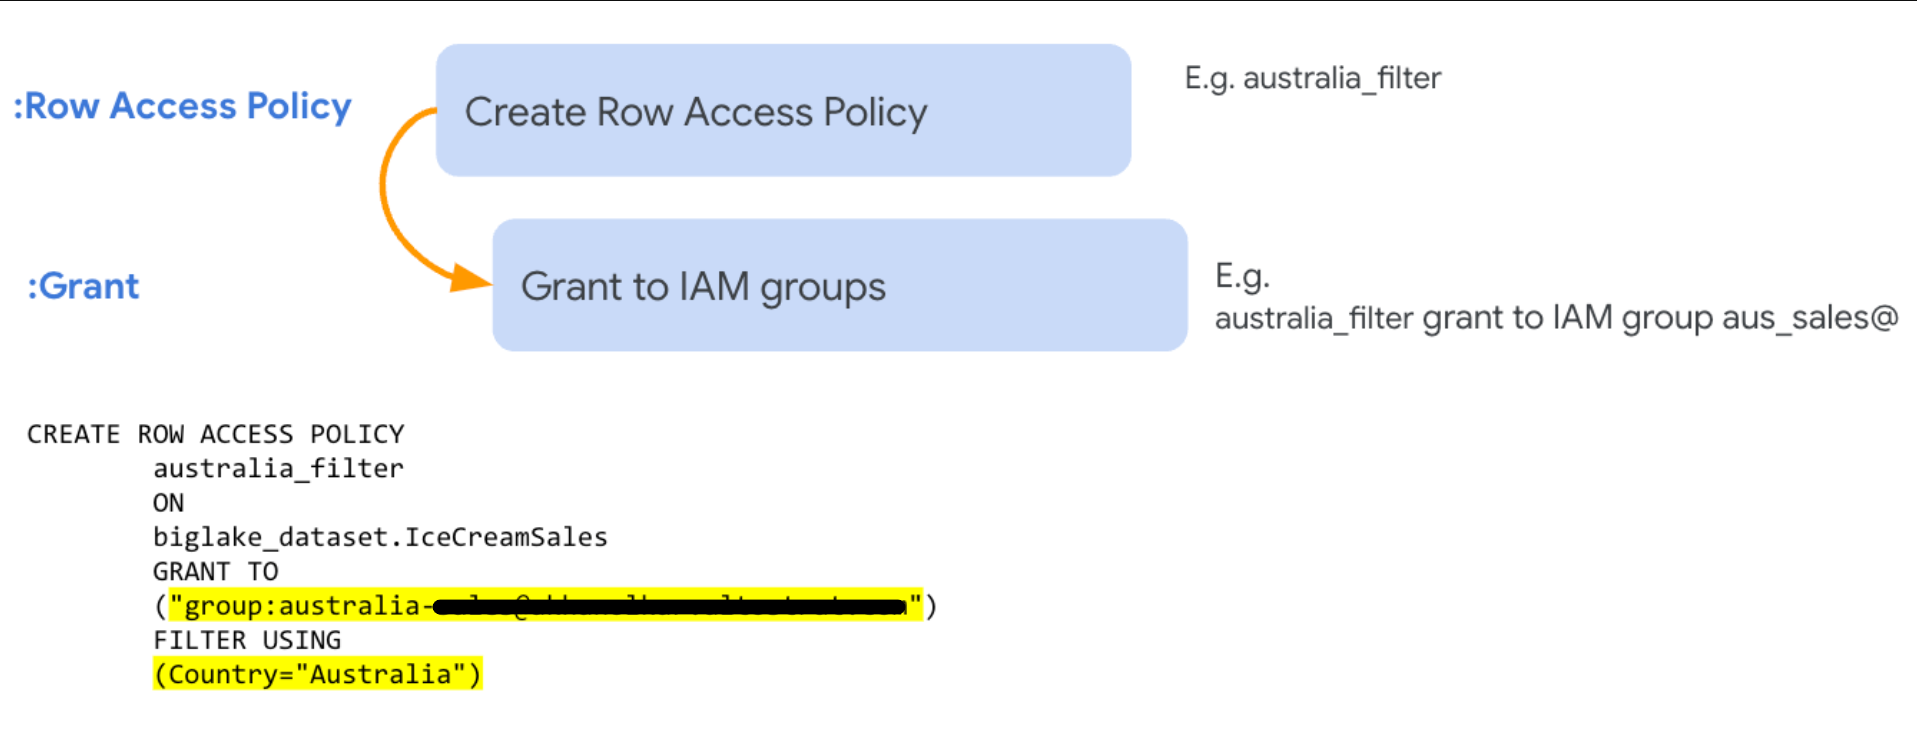 :Row Access Policy
Create Row Access Policy
E.g. australia_filter
:Grant
Grant to IAM groups
E.g.
australia_filter grant to IAM group aus_sales@
CREATE ROW ACCESS POLICY
australia_filter
ON
biglake_dataset.IceCreamSales
GRANT TO
("group:australia-")
FILTER USING
(Country="Australia")